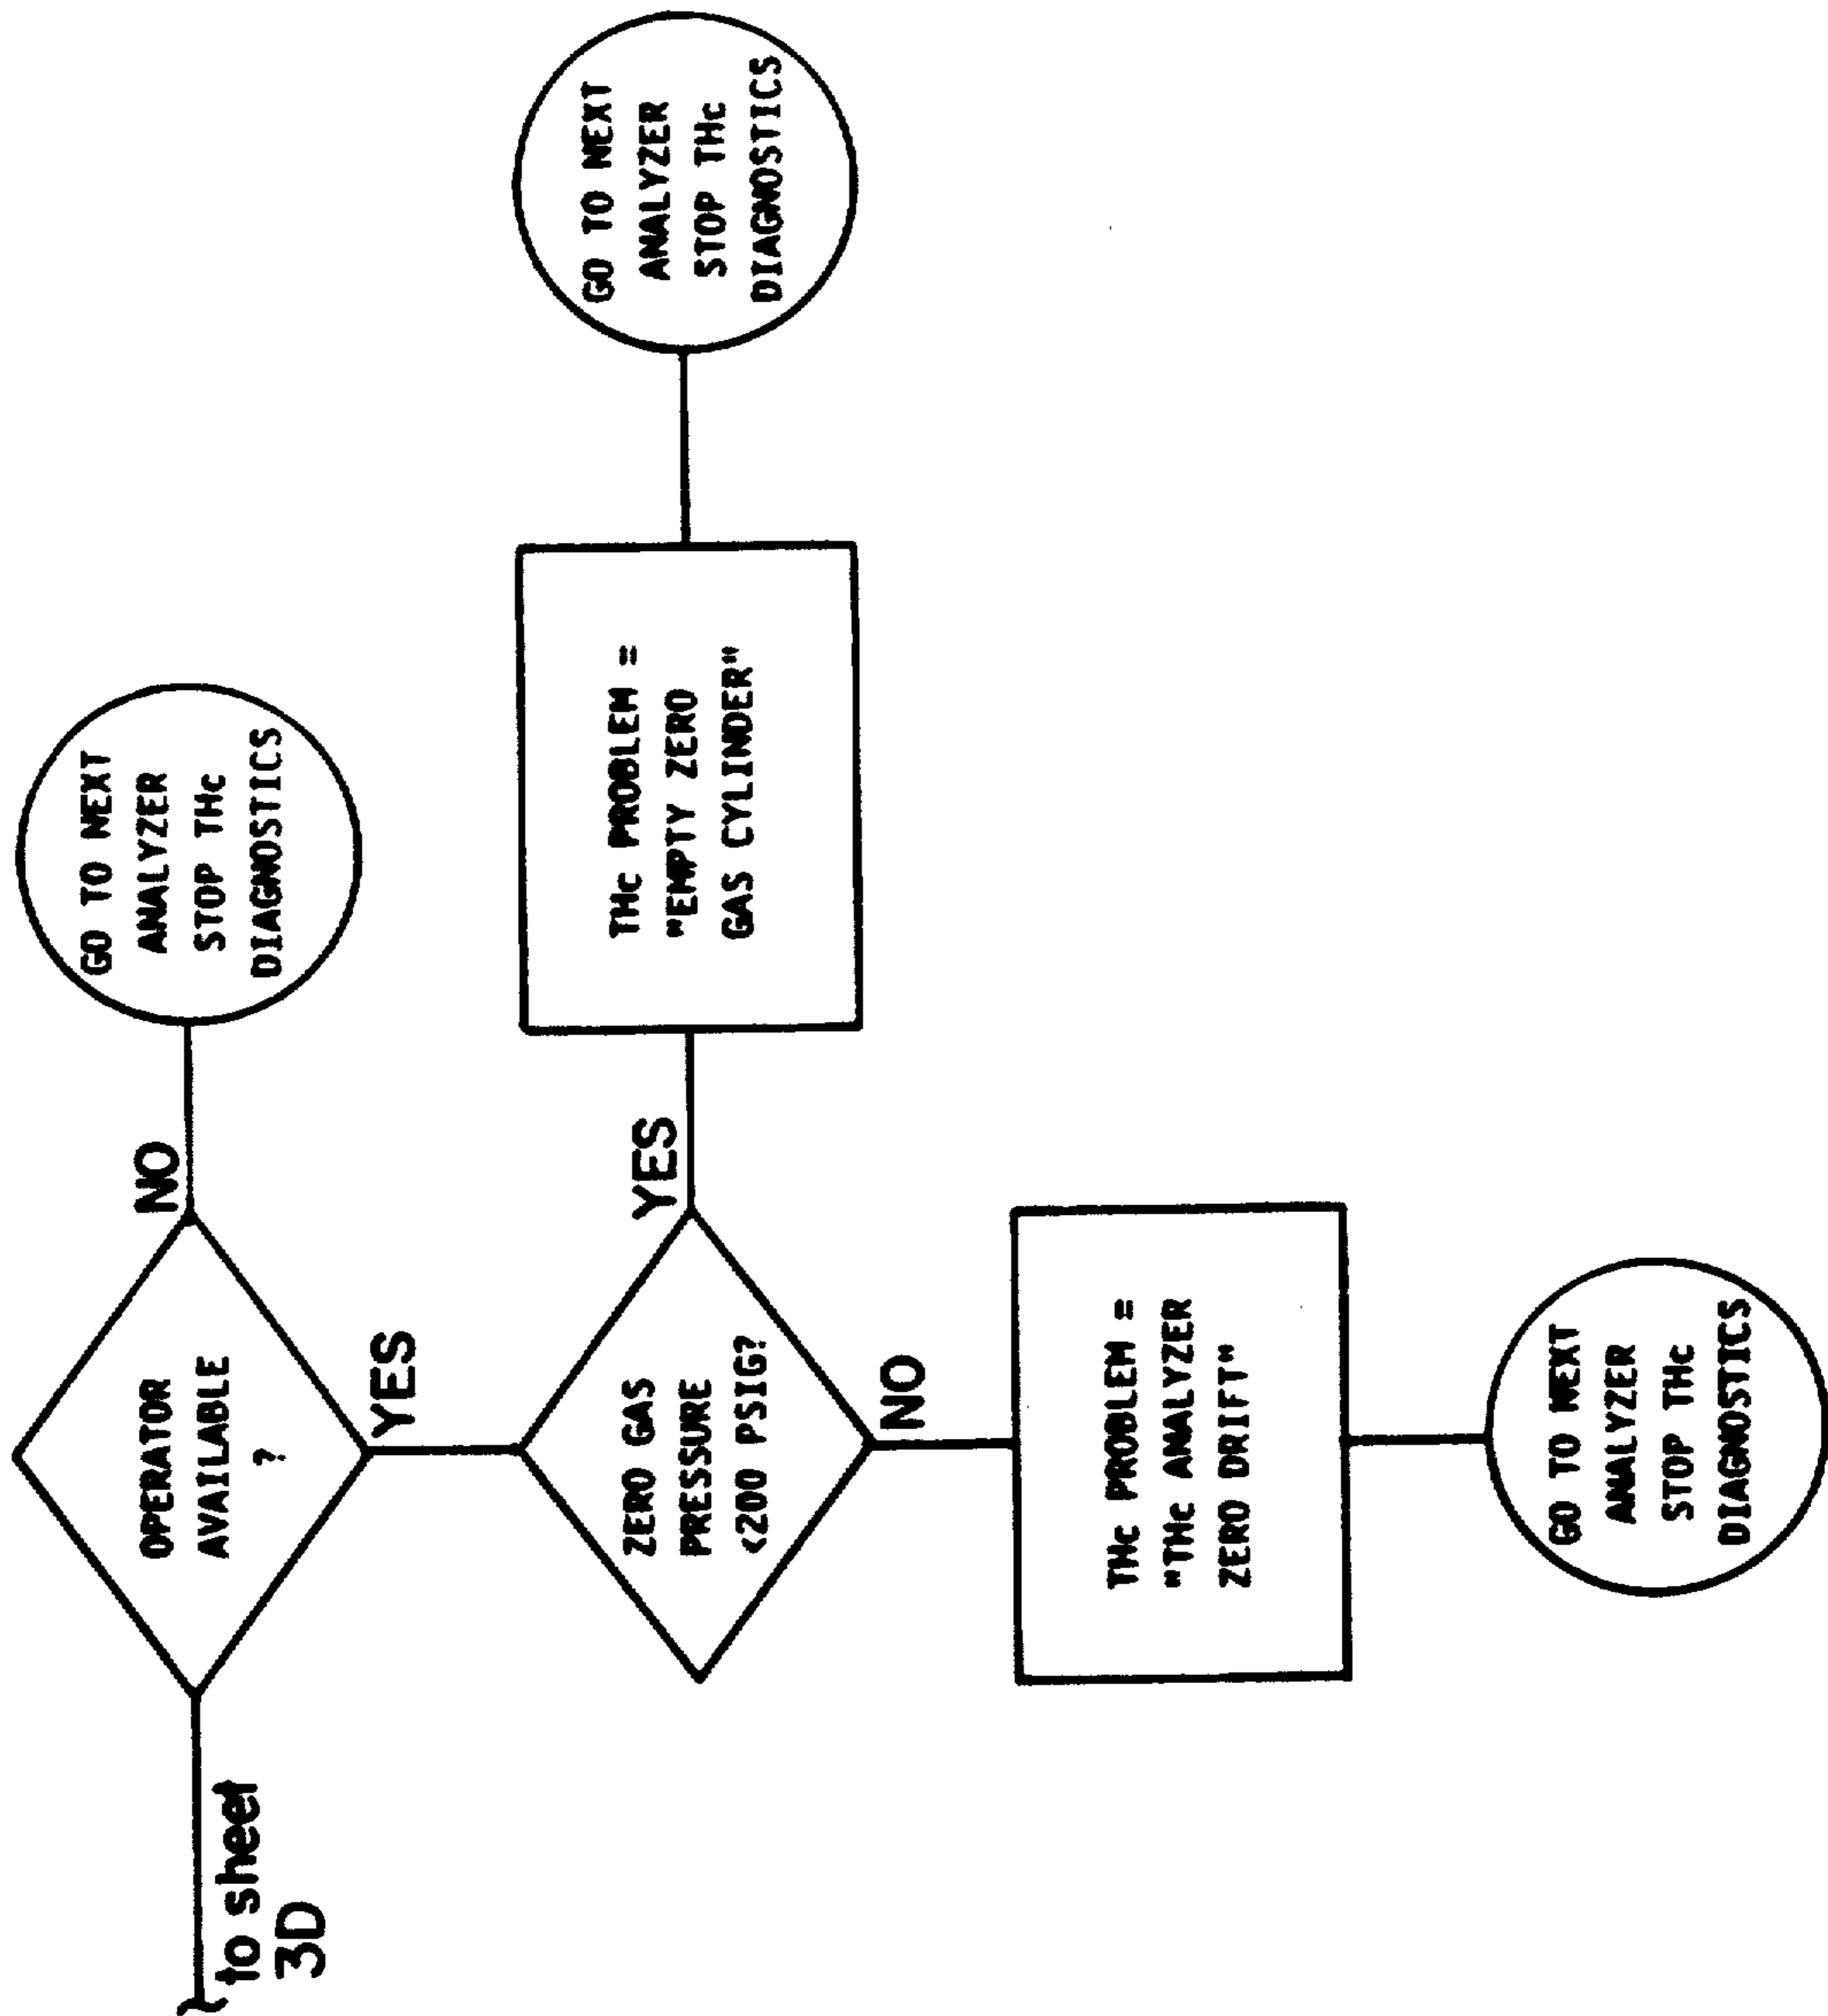 to sheet
3D
OPERATOR
AVAILABLE
?
NO
GO TO NEXT
ANALYZER
STOP THc
DIAGNOSTICS
YES
ZERO GAS
PRESSURE
<200 PSIG?
YES
THc PROBLEM =
"EMPTY ZERO
GAS CYLINDER"
GO TO NEXT
ANALYZER
STOP THc
DIAGNOSTICS
NO
THc PROBLEM =
"THc ANALYZER
ZERO DRIFT"
GO TO NEXT
ANALYZER
STOP THc
DIAGNOSTICS